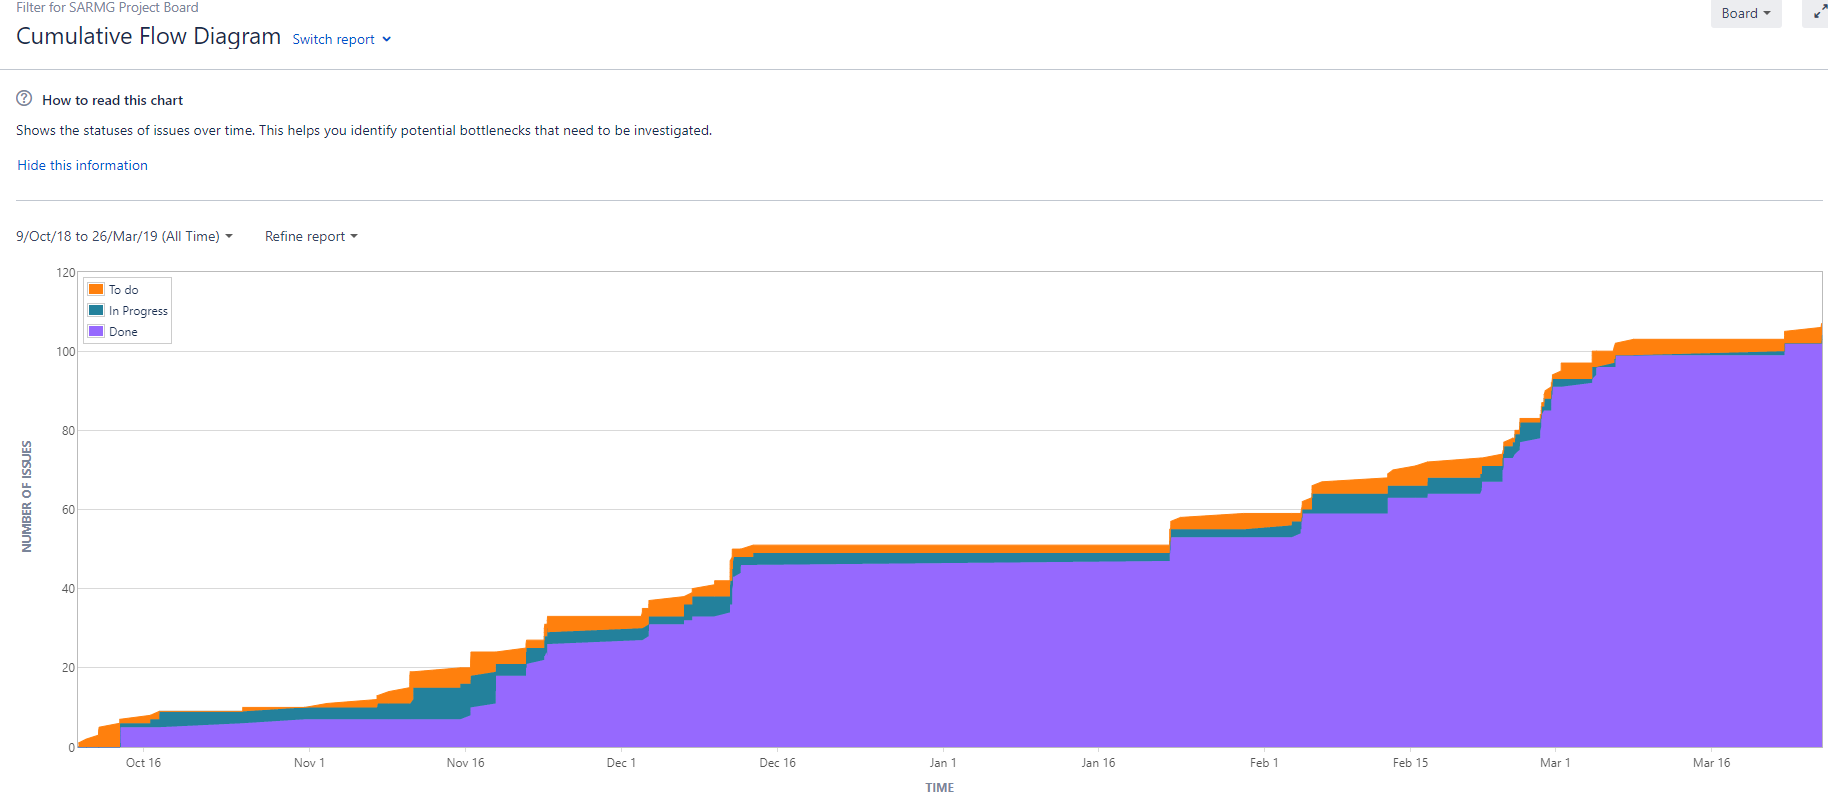 Filter for SARMG Project Board
Board
Cumulative Flow Diagram Switch report
How to read this chart
Shows the statuses of issues over time. This helps you identify potential bottlenecks that need to be investigated.
Hide this information
9/Oct/18 to 26/Mar/19 (All Time) Refine report
120
To do
In Progress
Done
100
80
60
40
20
0
NUMBER OF ISSUES
Oct 16 Nov 1 Nov 16 Dec 1 Dec 16 Jan 1 Jan 16 Feb 1 Feb 15 Mar 1 Mar 16
TIME